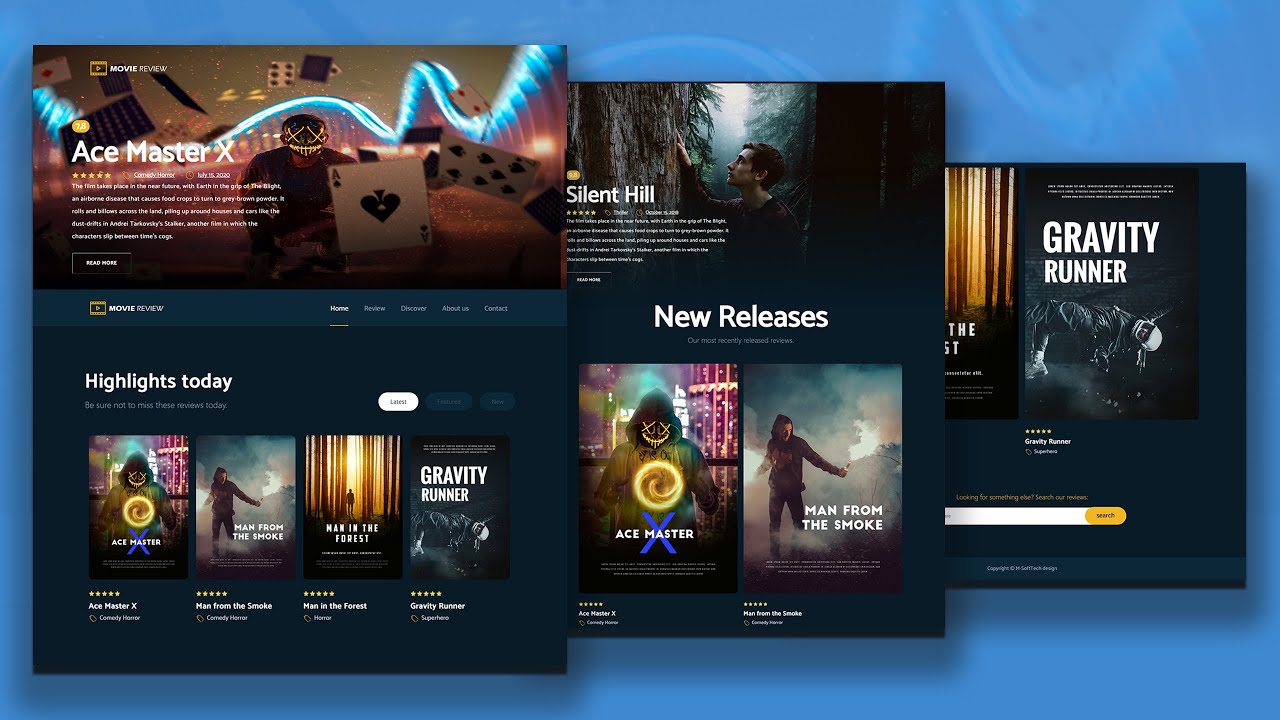 MOVIE REVIEW
7,8
Ace Master X
Comedy Horror July 15, 2020
The film takes place in the near future, with Earth in the grip of The Blight,
an airborne disease that causes food crops to turn to grey-brown powder. It
rolls and billows across the land, piling up around houses and cars like the
dust-drifts in Andrei Tarkovsky's Stalker, another film in which the
characters slip between time's cogs.
READ MORE
MOVIE REVIEW
Home Review Discover About us Contact
Highlights today
Be sure not to miss these reviews today.
Latest Featured New
ACE MASTER
X
MAN FROM
THE SMOKE
MAN IN THE
FOREST
GRAVITY
RUNNER
Ace Master X
Comedy Horror
Man from the Smoke
Comedy Horror
Man in the Forest
Horror
Gravity Runner
Superhero
Silent Hill
Thriller October 15, 2018
The film takes place in the near future, with Earth in the grip of The Blight,
an airborne disease that causes food crops to turn to grey-brown powder. It
rolls and billows across the land, piling up around houses and cars like the
dust-drifts in Andrei Tarkovsky's Stalker, another film in which the
characters slip between time's cogs.
READ MORE
New Releases
Our most recently released reviews.
ACE MASTER
X
MAN FROM
THE SMOKE
Ace Master X
Comedy Horror
Man from the Smoke
Comedy Horror
THE
GRAVITY
RUNNER
Gravity Runner
Superhero
Looking for something else? Search our reviews:
search
Copyright © M-SoftTech.design